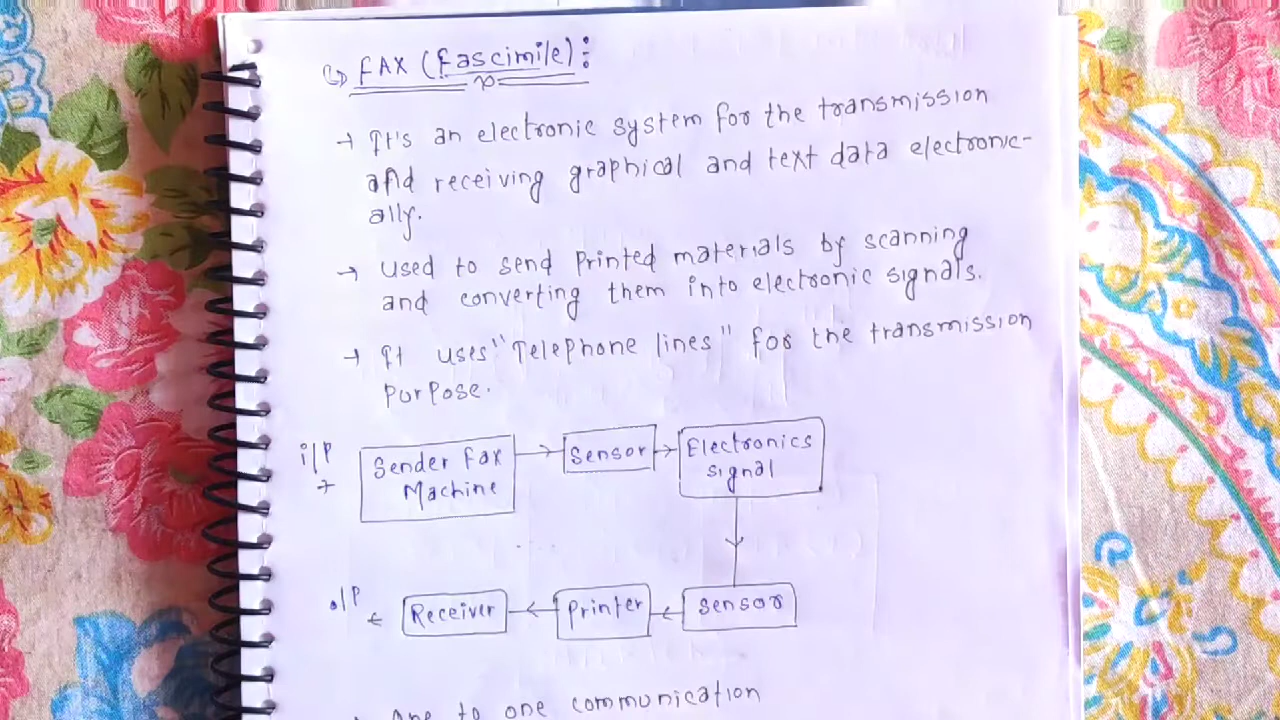 ↳ FAX (Fascimile):
→ It's an electronic system for the transmission
and receiving graphical and text data electronic-
ally.
→ Used to send Printed materials by scanning
and converting them into electronic signals.
→ It uses "Telephone lines" for the transmission
Purpose.
i/p → Sender Fax Machine → Sensor → Electronics signal
o/p ← Receiver ← Printer ← Sensor
one to one communication